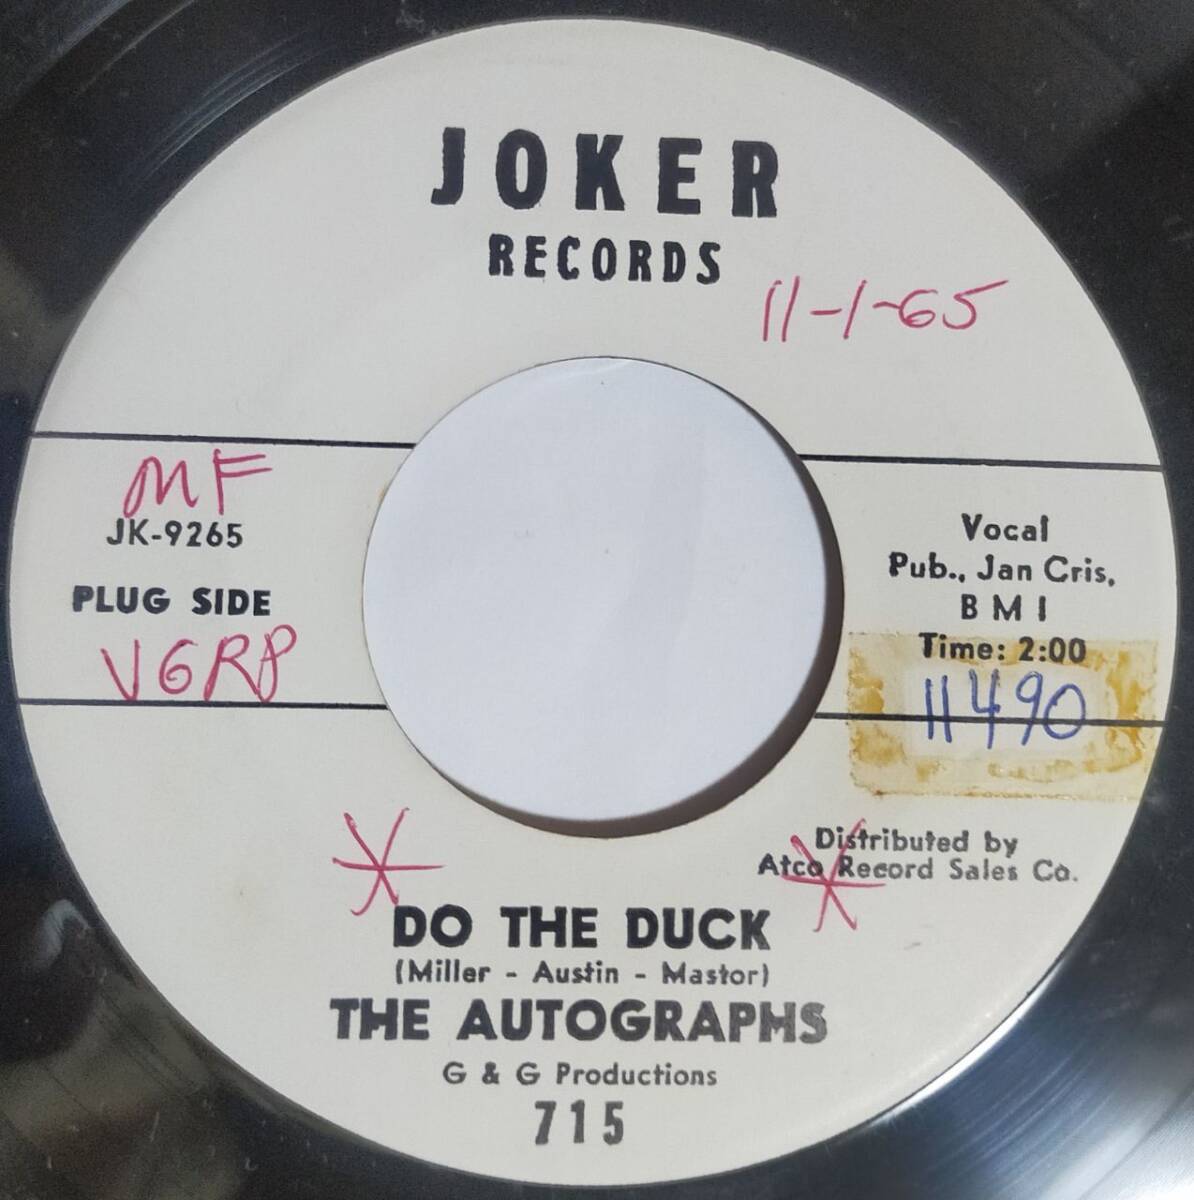 JOKER
RECORDS
11-1-65
MF
JK-9265
PLUG SIDE
VGRP
Vocal
Pub., Jan Cris,
B M I
Time: 2:00
11490
Distributed by
Atco Record Sales Co.
DO THE DUCK
(Miller - Austin - Mastor)
THE AUTOGRAPHS
G & G Productions
715